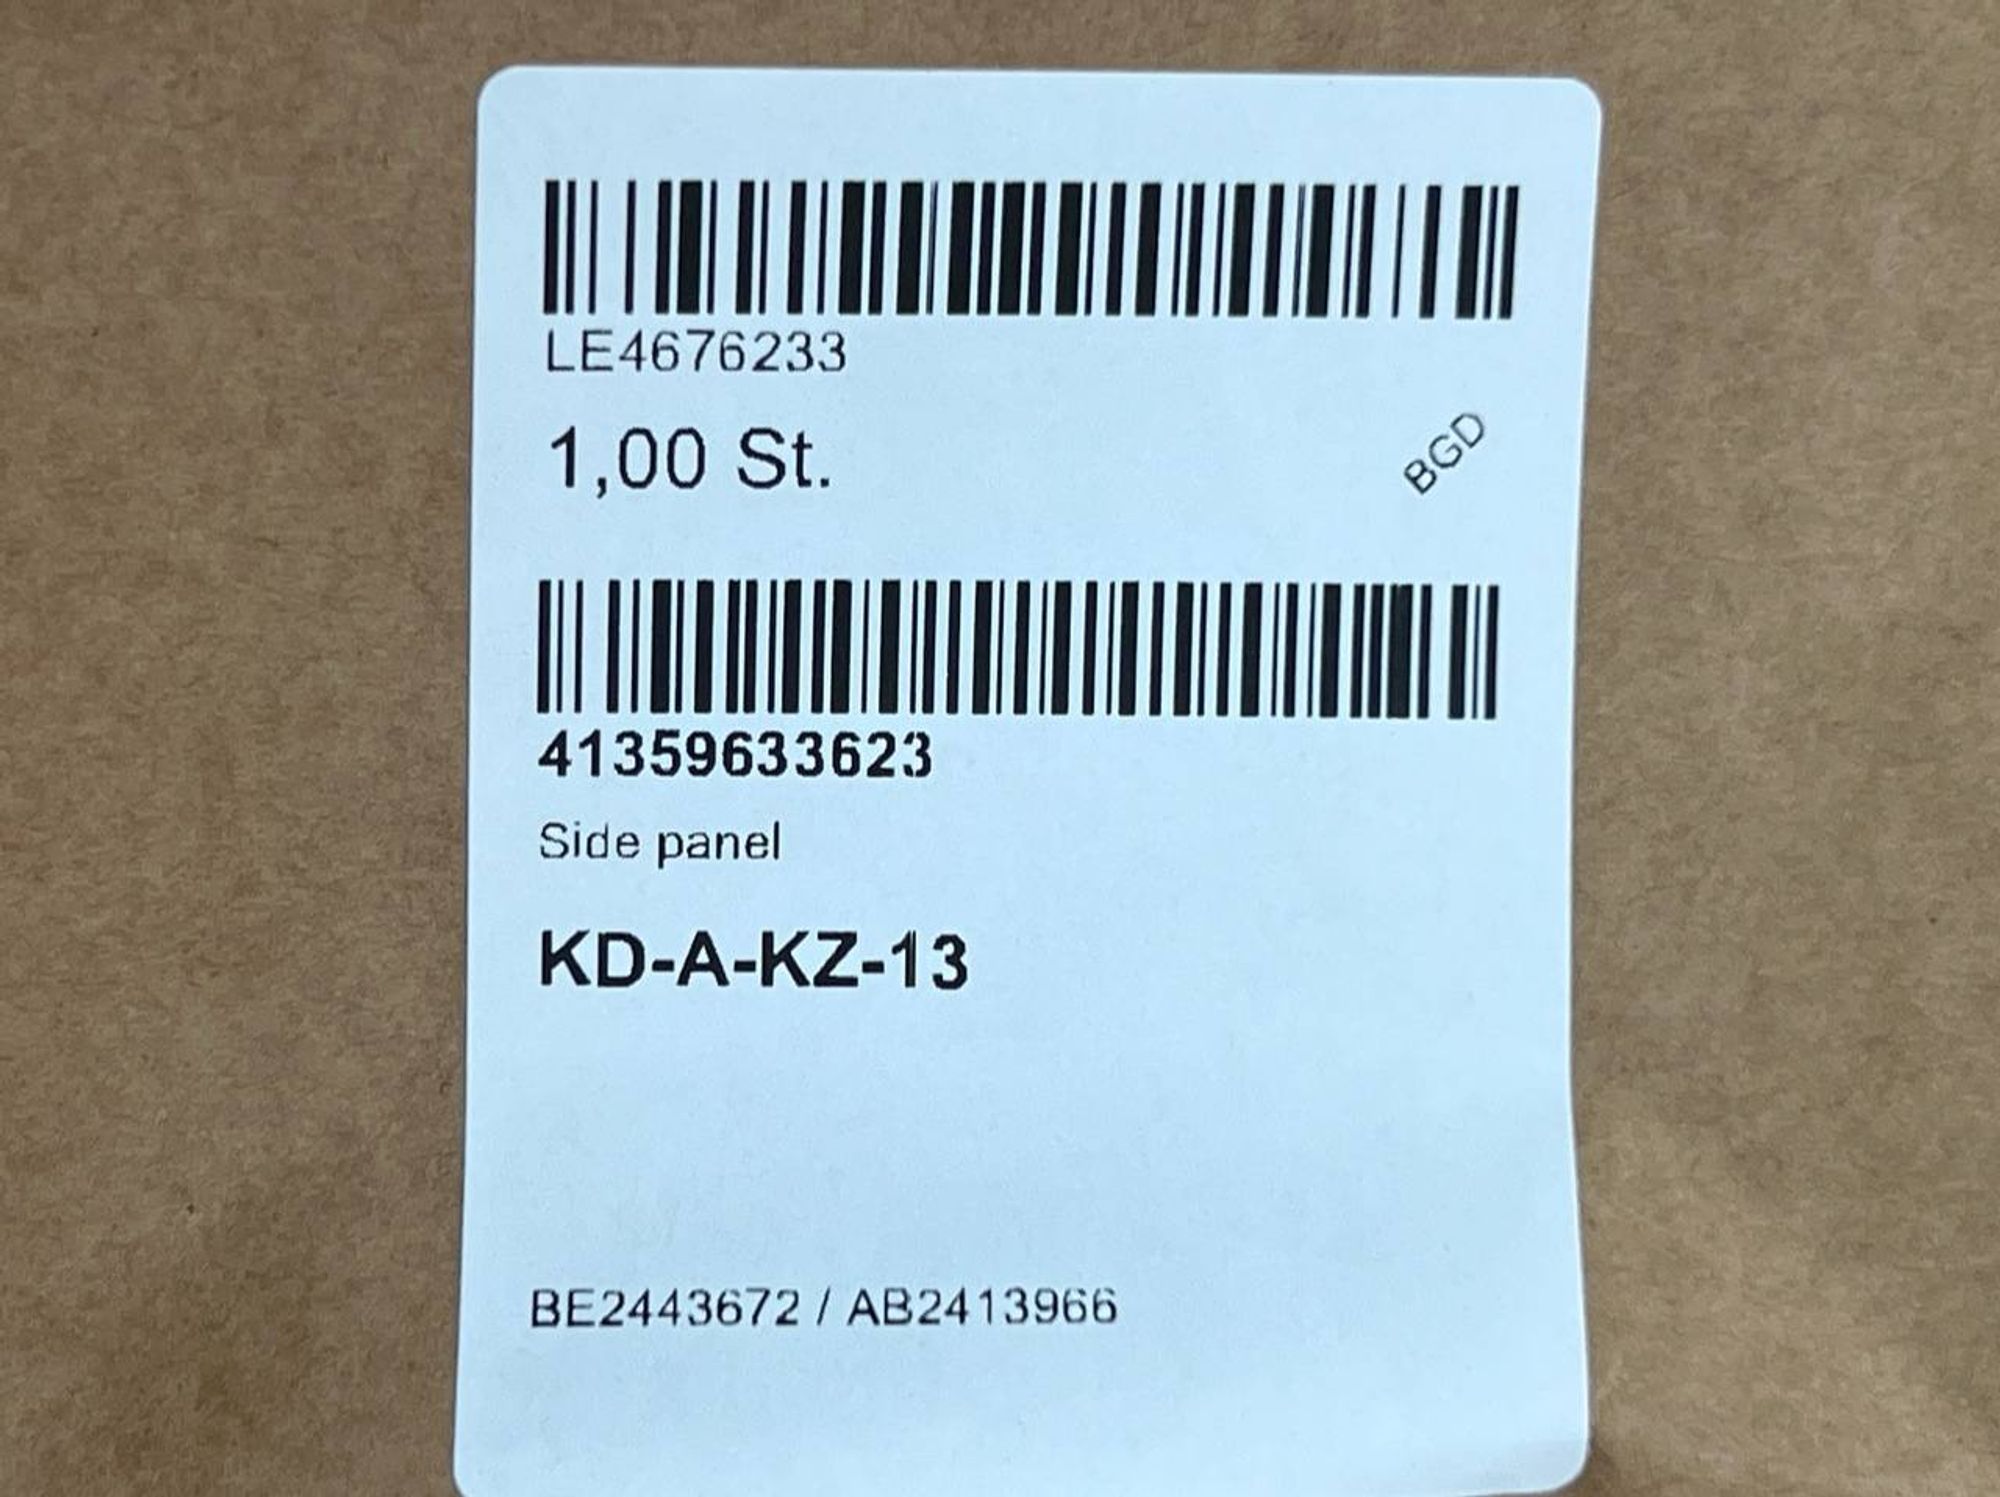 LE4676233
1,00 St.
BGD
41359633623
Side panel
KD-A-KZ-13
BE2443672 / AB2413966